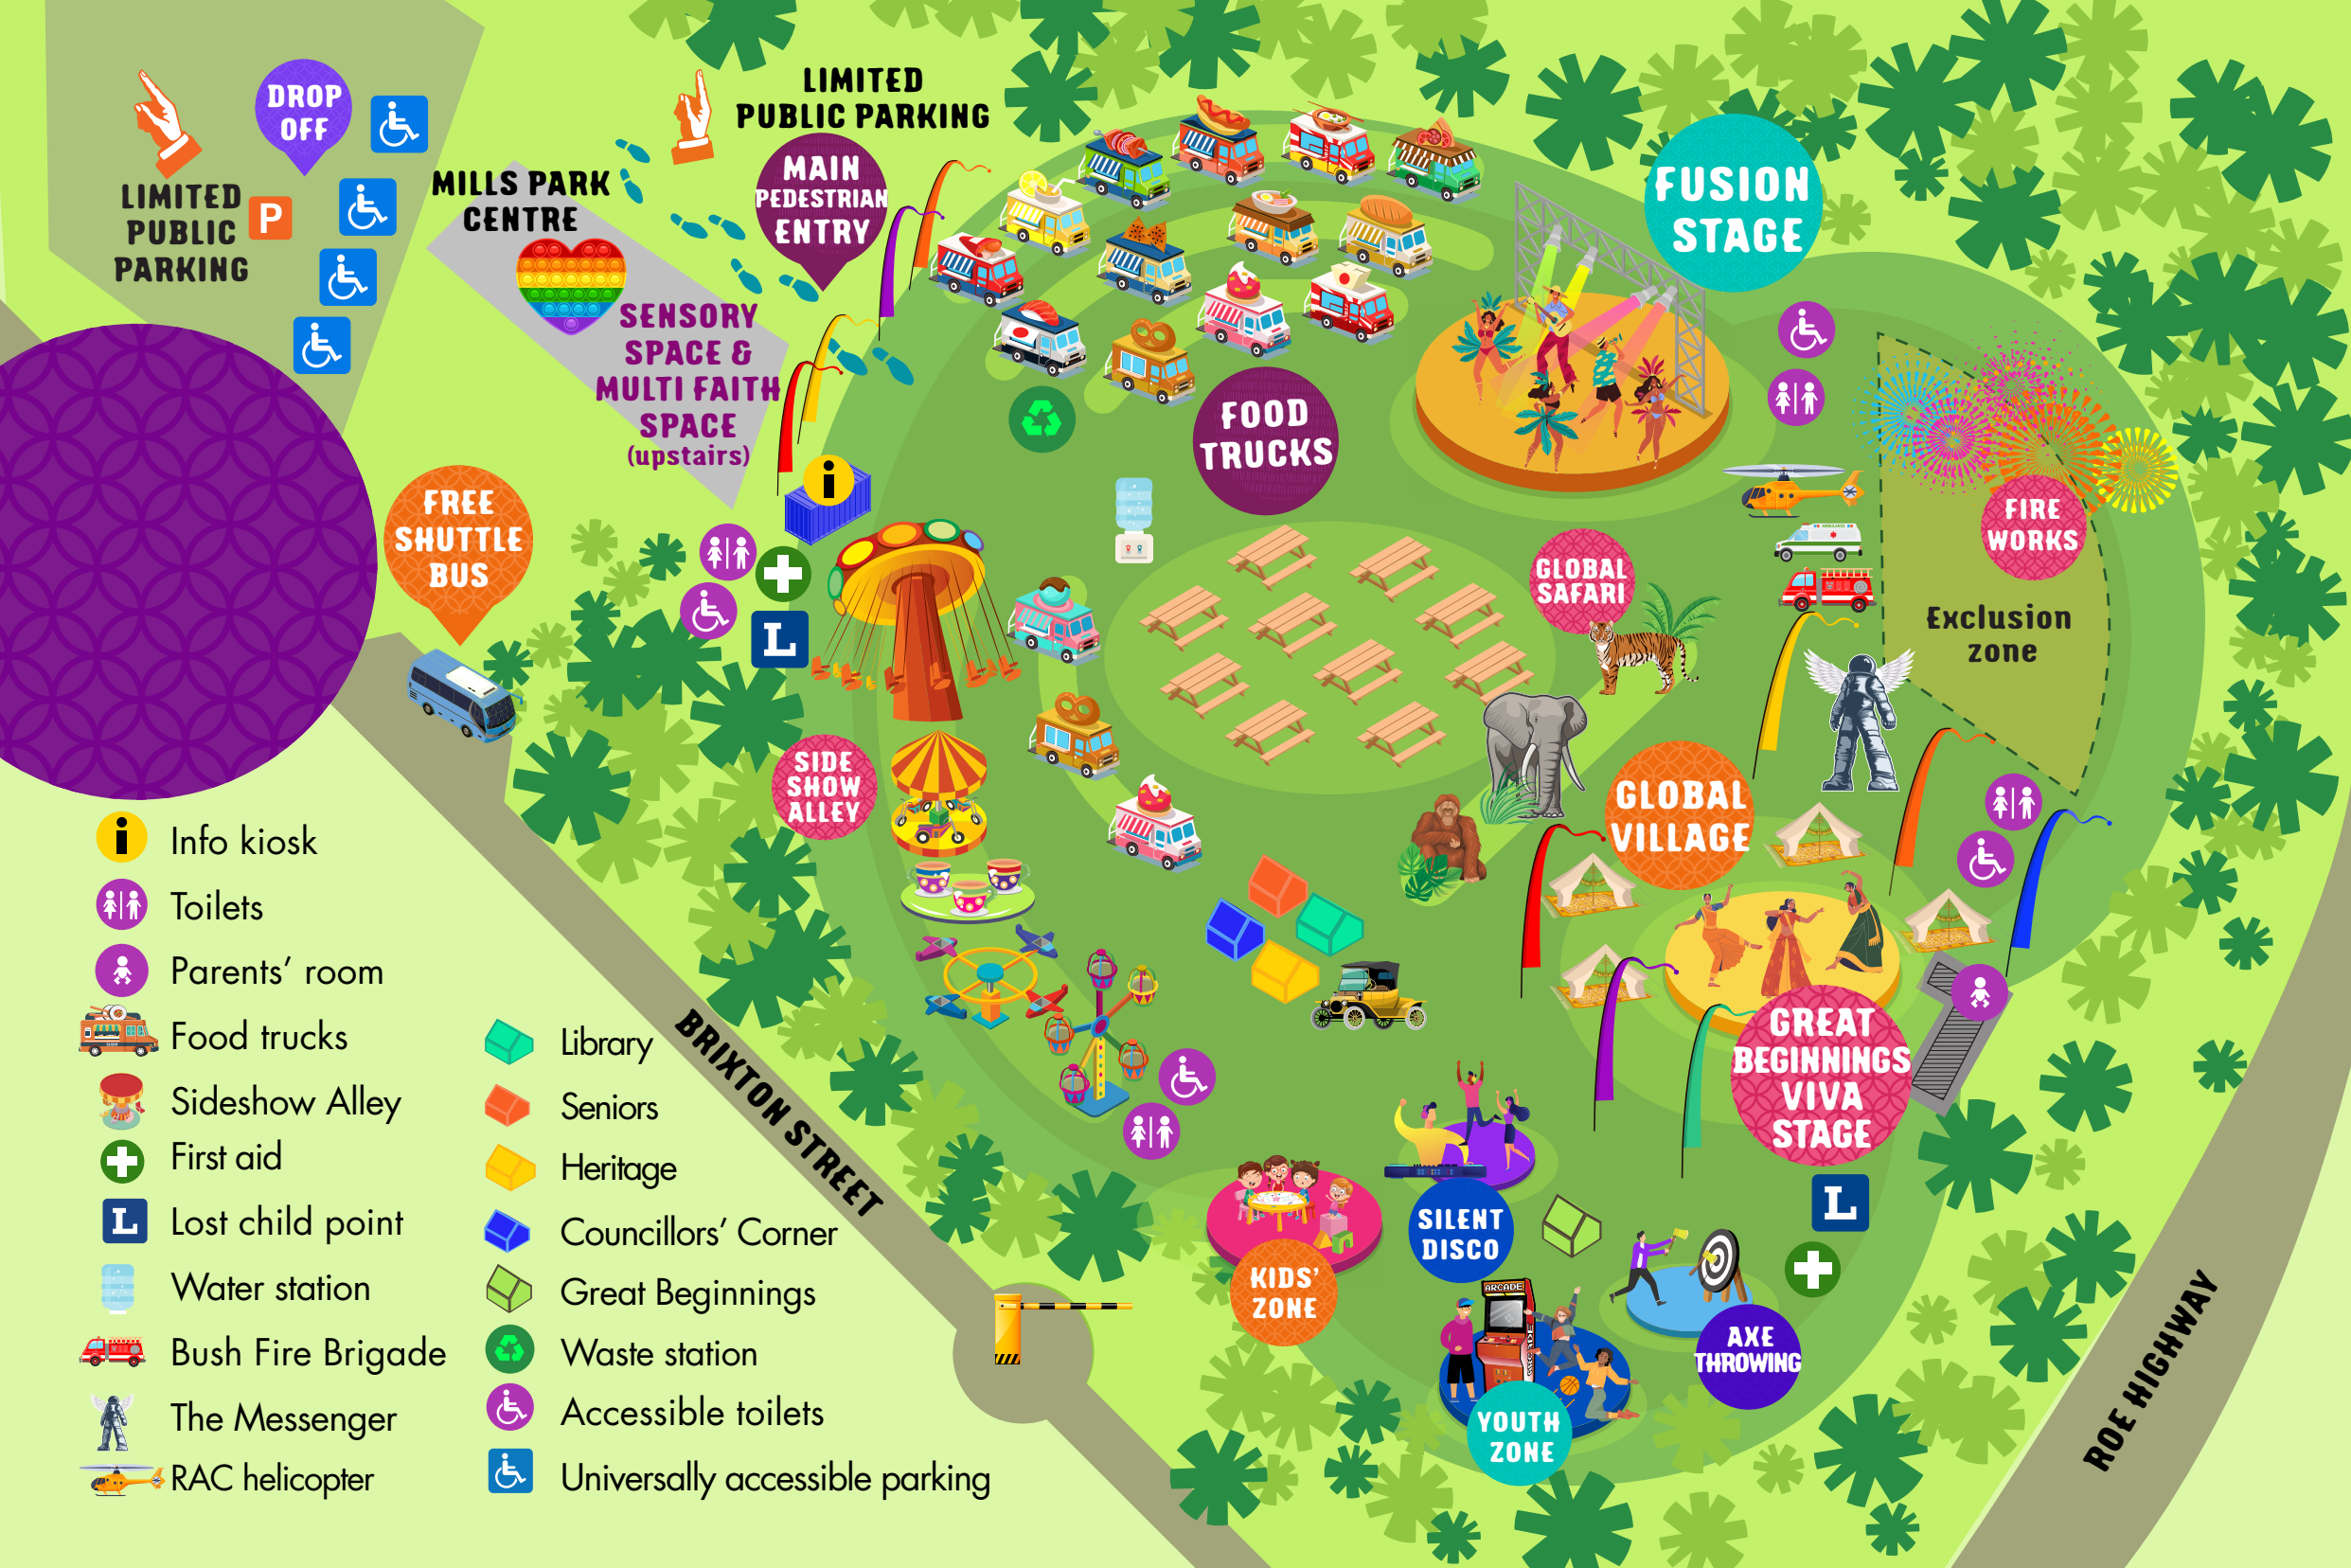 LIMITED
PUBLIC
PARKING
P
DROP
OFF
MILLS PARK
CENTRE
SENSORY
SPACE &
MULTI FAITH
SPACE
(upstairs)
LIMITED
PUBLIC PARKING
MAIN
PEDESTRIAN
ENTRY
FUSION
STAGE
FOOD
TRUCKS
i
FREE
SHUTTLE
BUS
L
SIDE
SHOW
ALLEY
GLOBAL
SAFARI
AMBULANCE
FIRE
WORKS
Exclusion
zone
GLOBAL
VILLAGE
GREAT
BEGINNINGS
VIVA
STAGE
L
SILENT
DISCO
KIDS'
ZONE
ARCADE
YOUTH
ZONE
AXE
THROWING
BRIXTON STREET
ROE HIGHWAY
i Info kiosk
Toilets
Parents' room
Food trucks
Sideshow Alley
First aid
L Lost child point
Water station
Bush Fire Brigade
The Messenger
RAC helicopter
Library
Seniors
Heritage
Councillors' Corner
Great Beginnings
Waste station
Accessible toilets
Universally accessible parking